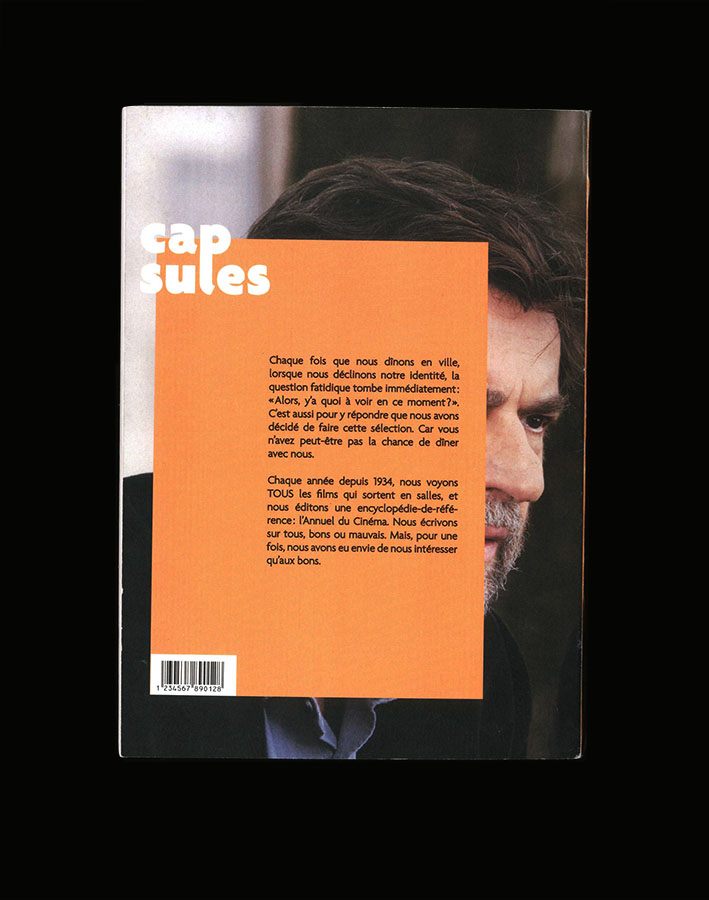 cap
sules
Chaque fois que nous dînons en ville,
lorsque nous déclinons notre identité, la
question fatidique tombe immédiatement :
« Alors, y'a quoi à voir en ce moment ? ».
C'est aussi pour y répondre que nous avons
décidé de faire cette sélection. Car vous
n'avez peut-être pas la chance de dîner
avec nous.
Chaque année depuis 1934, nous voyons
TOUS les films qui sortent en salles, et
nous éditons une encyclopédie-de-réfé-
rence : l'Annuel du Cinéma. Nous écrivons
sur tous, bons ou mauvais. Mais, pour une
fois, nous avons eu envie de nous intéresser
qu'aux bons.
1 234567 890128